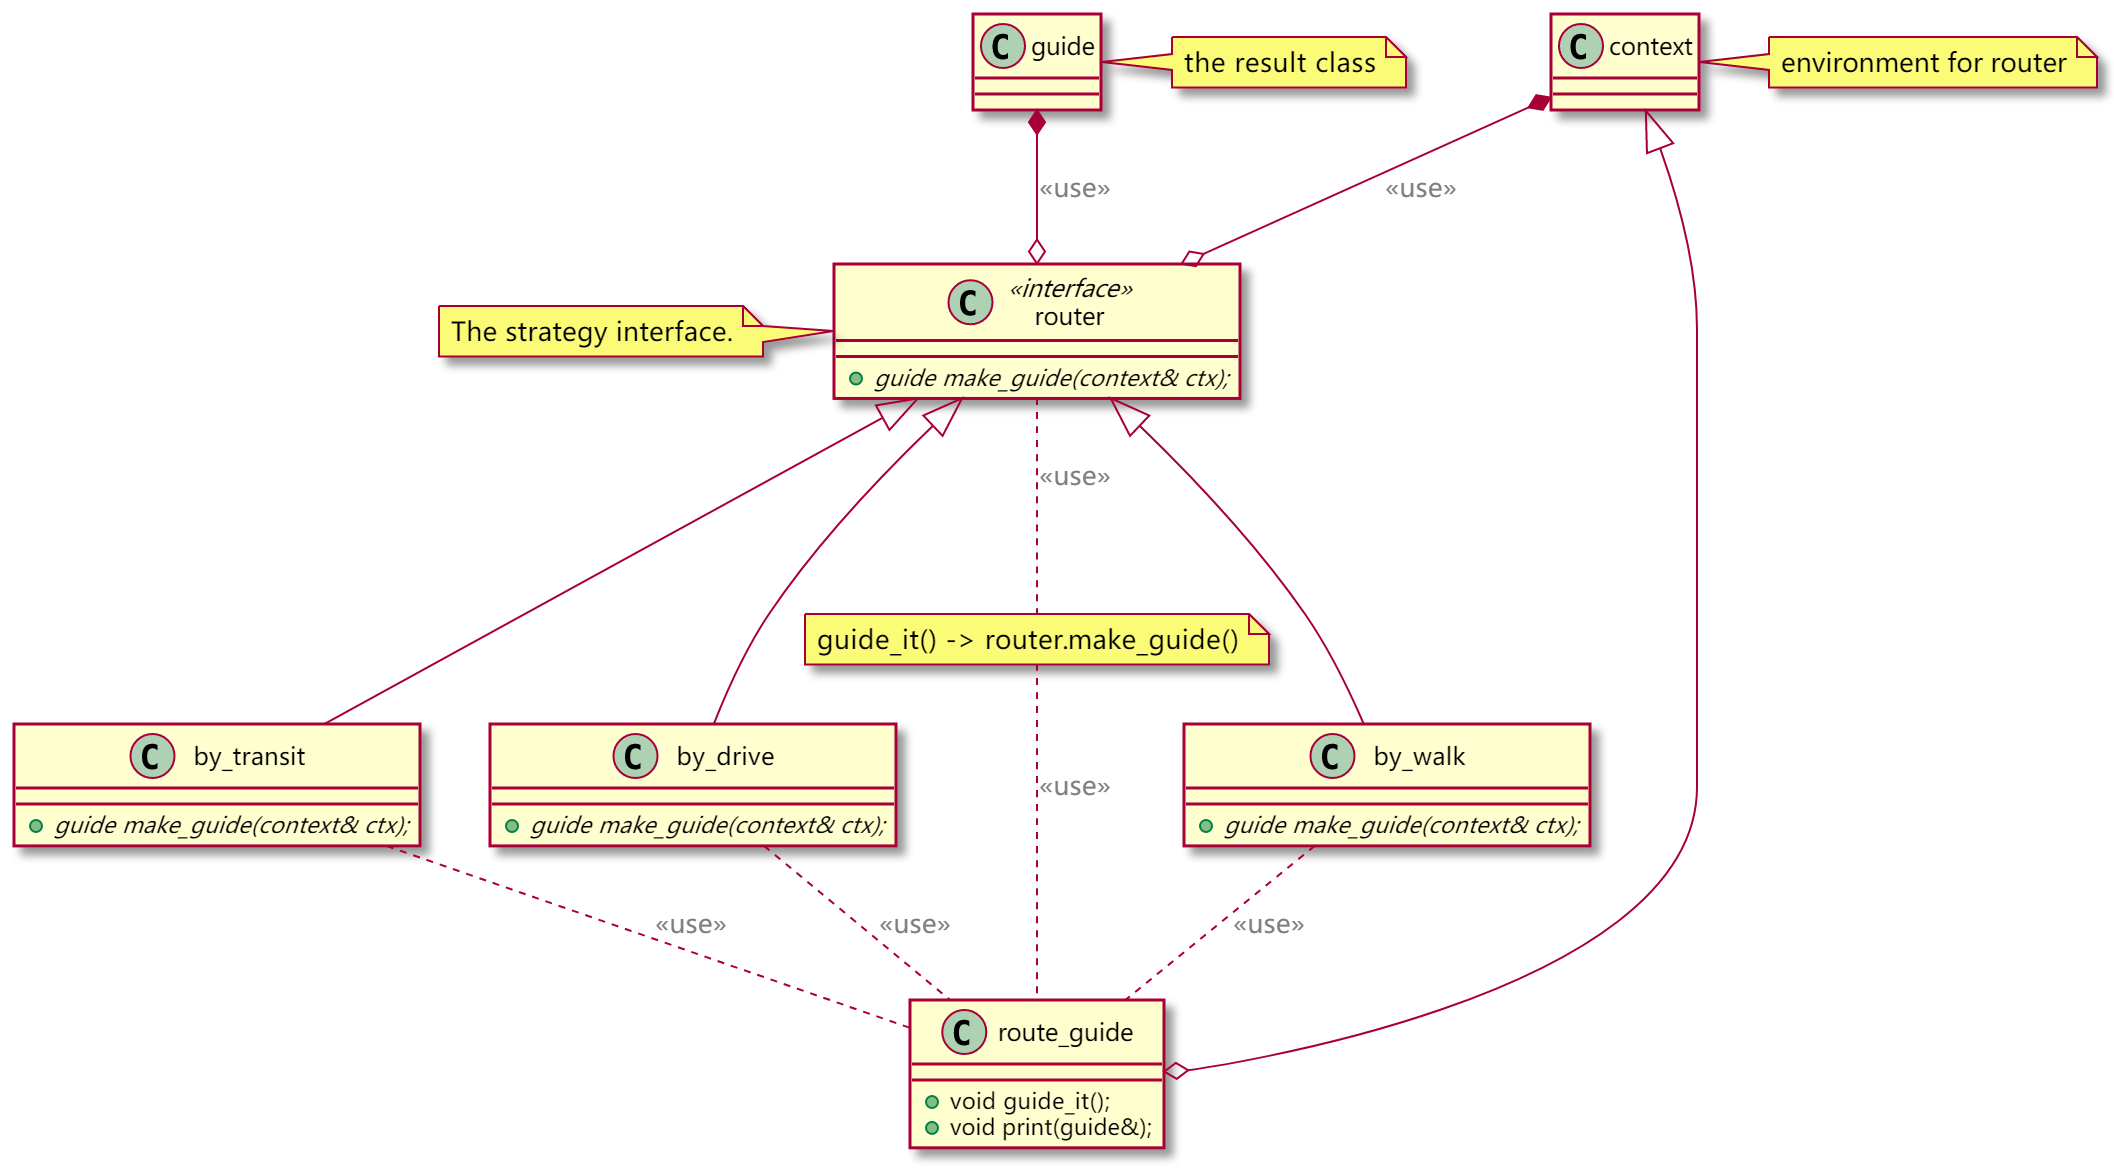 C guide
the result class
C context
environment for router
«use»
«use»
«interface»
C router
The strategy interface.
guide make_guide(context& ctx);
«use»
guide_it() -> router.make_guide()
C by_transit
guide make_guide(context& ctx);
C by_drive
guide make_guide(context& ctx);
«use»
C by_walk
guide make_guide(context& ctx);
«use»
«use»
«use»
C route_guide
void guide_it();
void print(guide&);